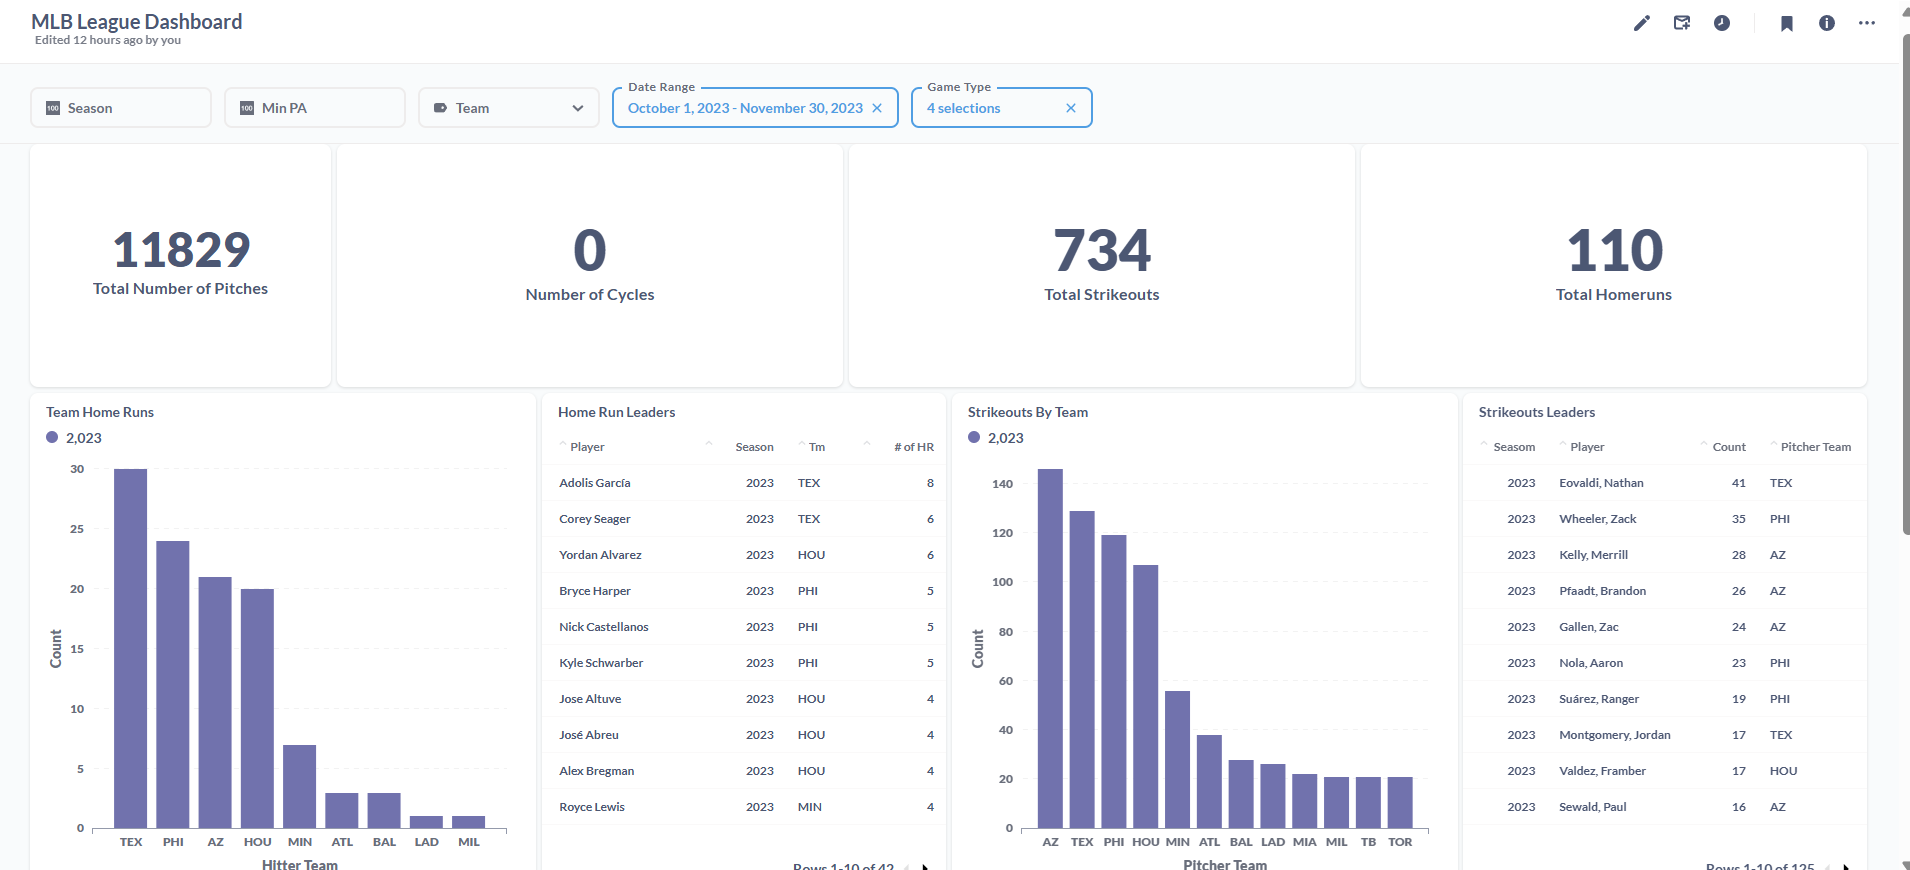 MLB League Dashboard
Edited 12 hours ago by you
Season
Min PA
Team
Date Range
October 1, 2023 - November 30, 2023
Game Type
4 selections
11829
Total Number of Pitches
0
Number of Cycles
734
Total Strikeouts
110
Total Homeruns
Team Home Runs
2,023
30
25
20
15
10
5
0
Count
TEX PHI AZ HOU MIN ATL BAL LAD MIL
Hitter Team
Home Run Leaders
Player Season Tm # of HR
Adolis García 2023 TEX 8
Corey Seager 2023 TEX 6
Yordan Alvarez 2023 HOU 6
Bryce Harper 2023 PHI 5
Nick Castellanos 2023 PHI 5
Kyle Schwarber 2023 PHI 5
Jose Altuve 2023 HOU 4
José Abreu 2023 HOU 4
Alex Bregman 2023 HOU 4
Royce Lewis 2023 MIN 4
Rows 1-10 of 42
Strikeouts By Team
2,023
140
120
100
80
60
40
20
0
Count
AZ TEX PHI HOU MIN ATL BAL LAD MIA MIL TB TOR
Pitcher Team
Strikeouts Leaders
Season Player Count Pitcher Team
2023 Eovaldi, Nathan 41 TEX
2023 Wheeler, Zack 35 PHI
2023 Kelly, Merrill 28 AZ
2023 Pfaadt, Brandon 26 AZ
2023 Gallen, Zac 24 AZ
2023 Nola, Aaron 23 PHI
2023 Suárez, Ranger 19 PHI
2023 Montgomery, Jordan 17 TEX
2023 Valdez, Framber 17 HOU
2023 Sewald, Paul 16 AZ
Rows 1-10 of 125